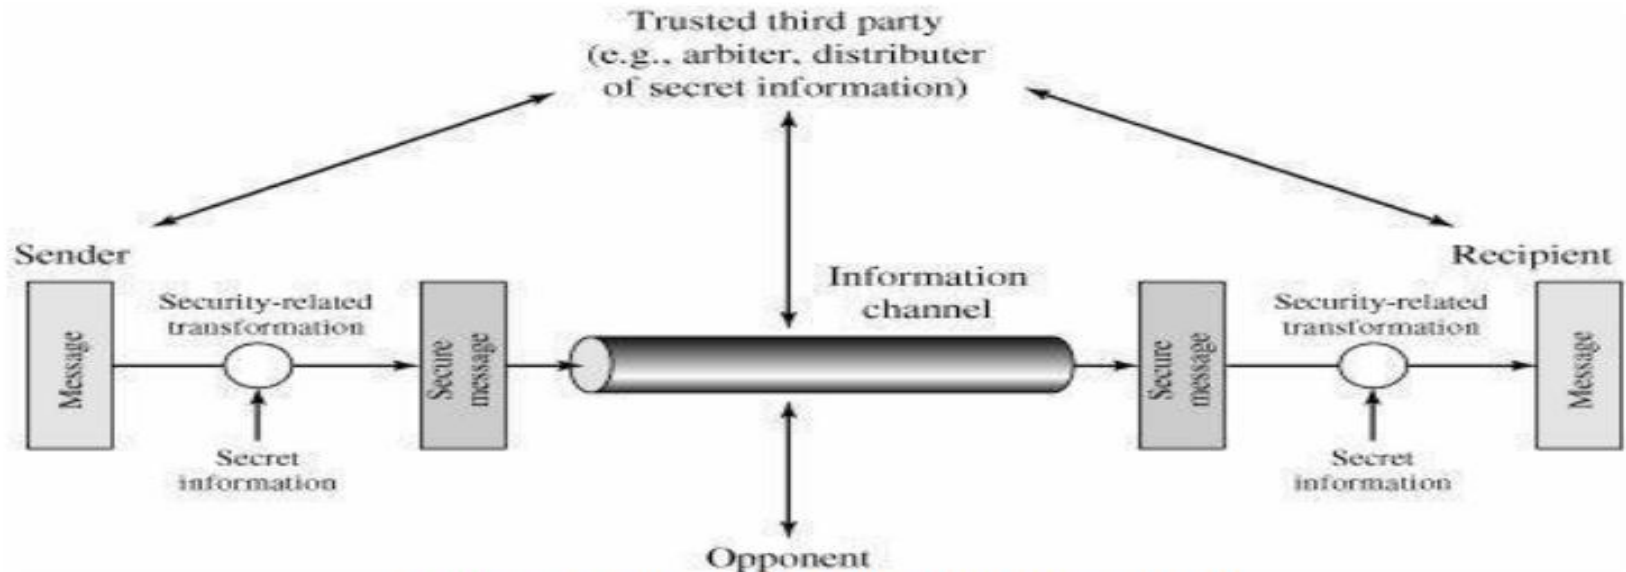 Trusted third party
(e.g., arbiter, distributer
of secret information)
Sender
Recipient
Information
channel
Security-related
transformation
Security-related
transformation
Message
Secure
message
Secure
message
Message
Secret
information
Secret
information
Opponent